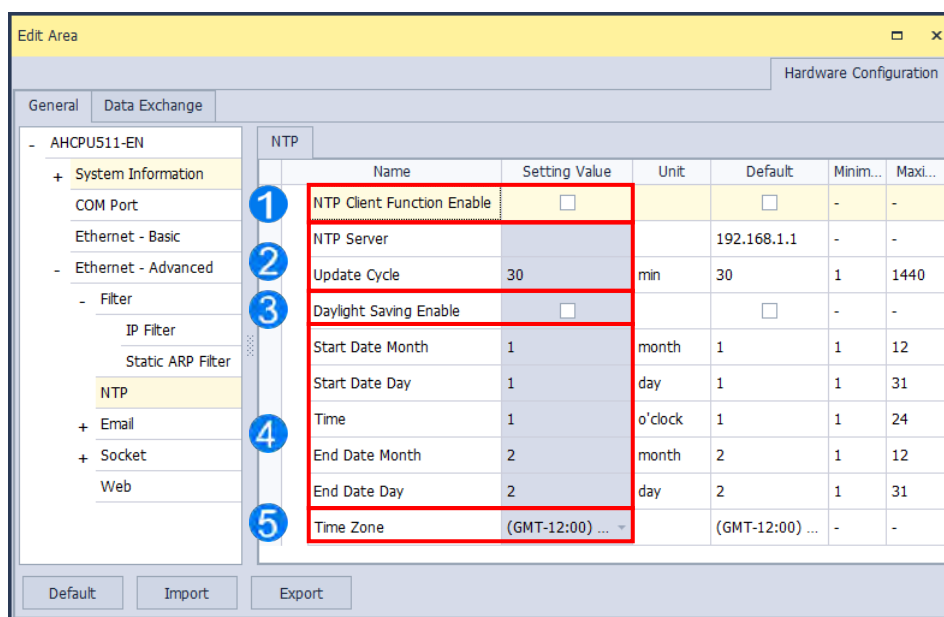 Edit Area
Hardware Configuration
General Data Exchange
- AHCPU511-EN
+ System Information
COM Port
Ethernet - Basic
- Ethernet - Advanced
- Filter
IP Filter
Static ARP Filter
NTP
+ Email
+ Socket
Web
NTP
Name Setting Value Unit Default Minim... Maxi...
1 NTP Client Function Enable - -
2 NTP Server 192.168.1.1 - -
Update Cycle 30 min 30 1 1440
3 Daylight Saving Enable - -
4 Start Date Month 1 month 1 1 12
Start Date Day 1 day 1 1 31
Time 1 o'clock 1 1 24
End Date Month 2 month 2 1 12
End Date Day 2 day 2 1 31
5 Time Zone (GMT-12:00) ... (GMT-12:00) ... - -
Default Import Export